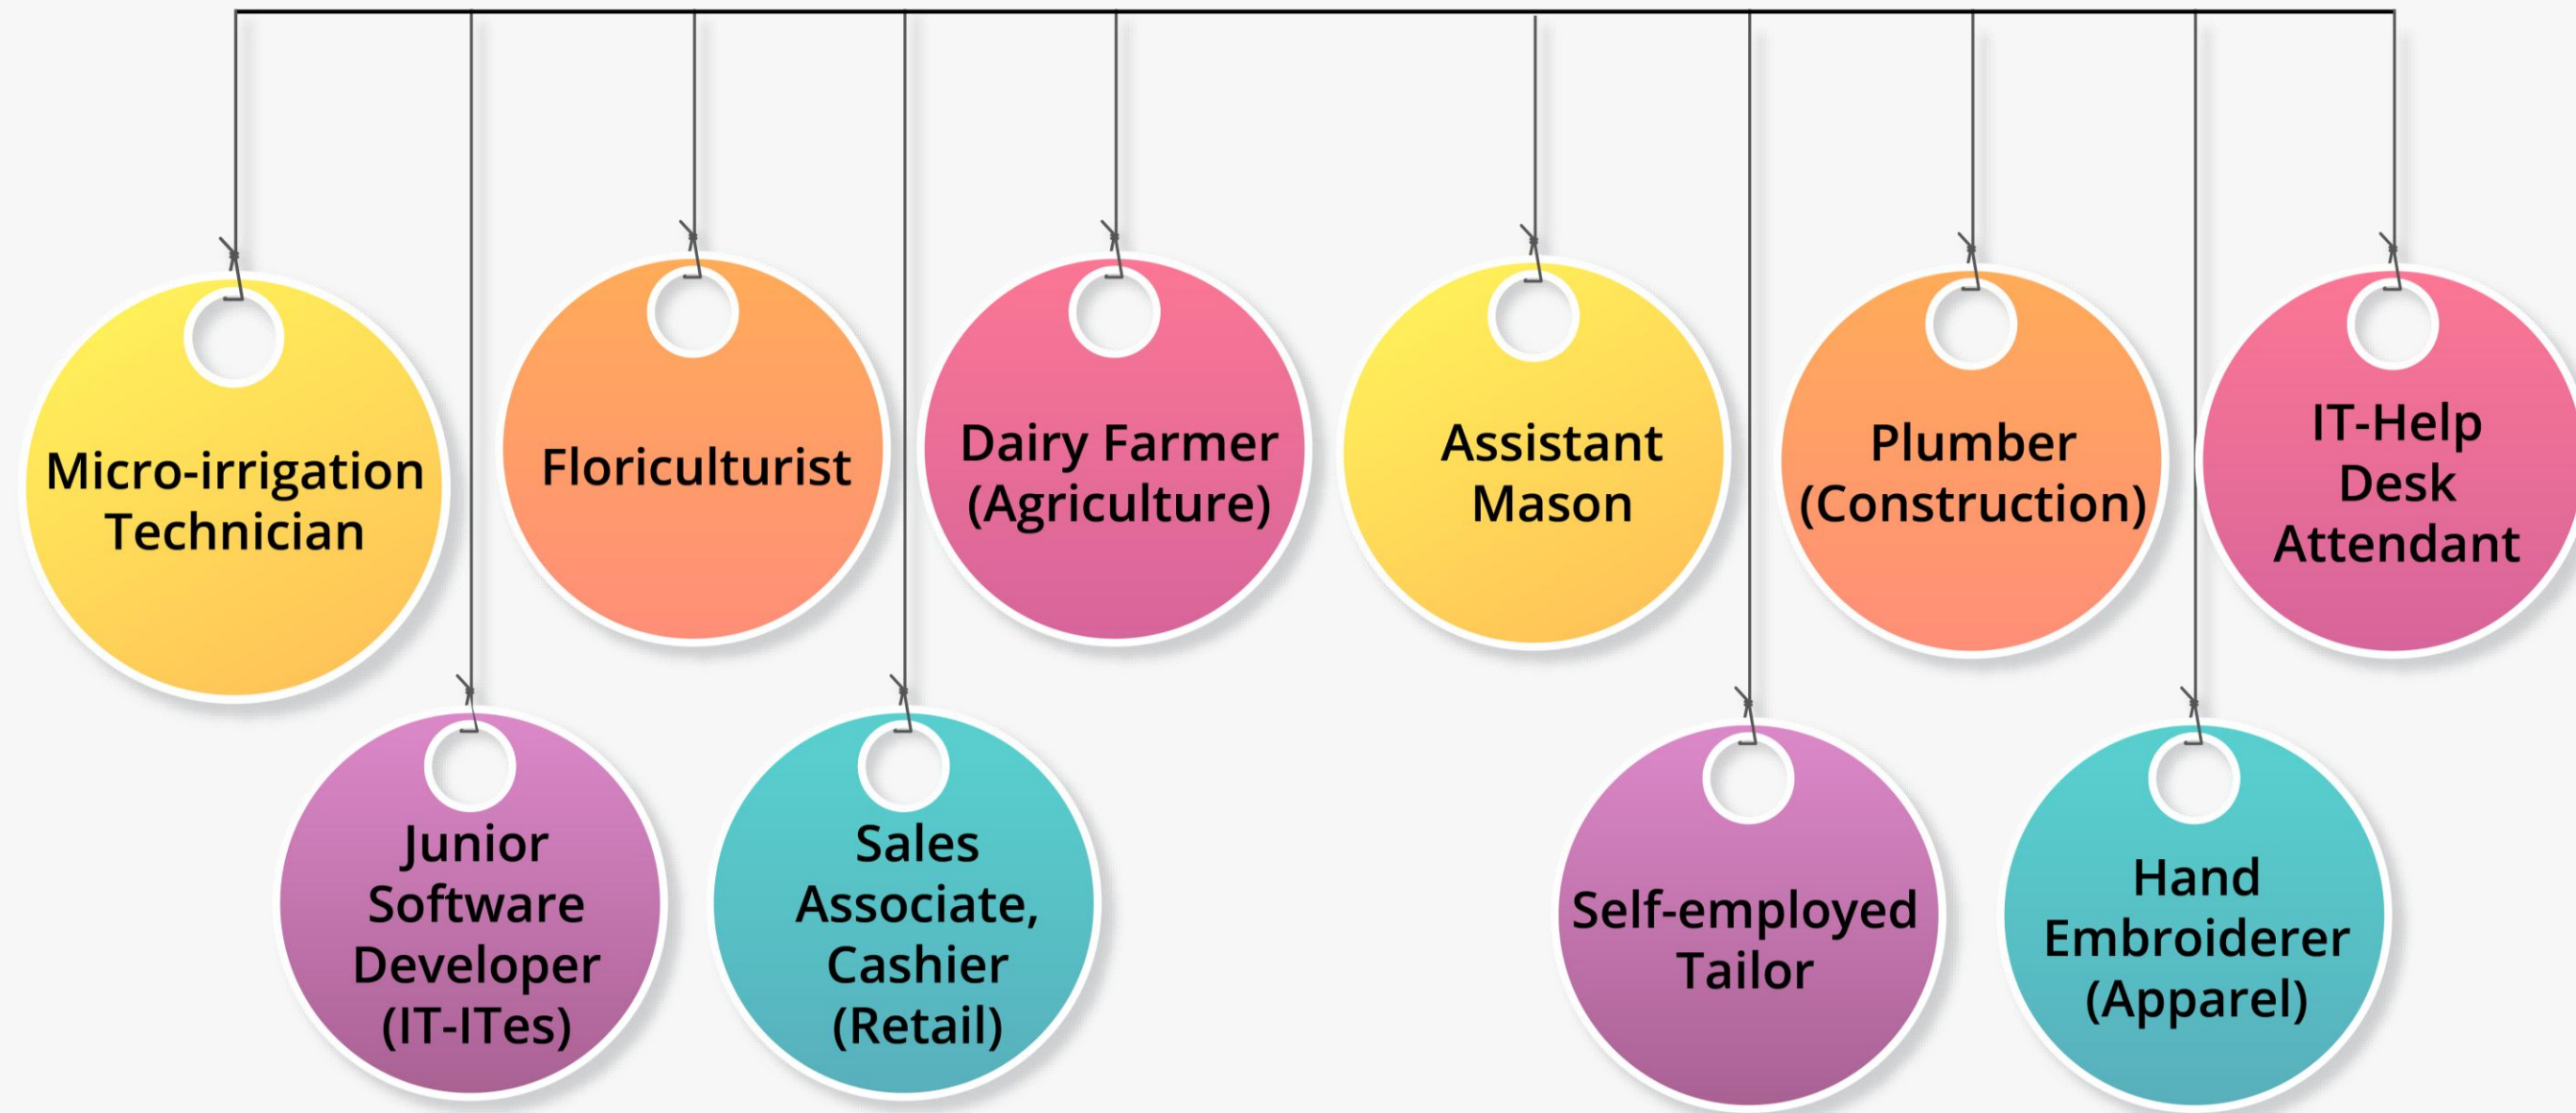 Micro-irrigation
Technician
Floriculturist
Dairy Farmer
(Agriculture)
Assistant
Mason
Plumber
(Construction)
IT-Help
Desk
Attendant
Junior
Software
Developer
(IT-ITes)
Sales
Associate,
Cashier
(Retail)
Self-employed
Tailor
Hand
Embroiderer
(Apparel)